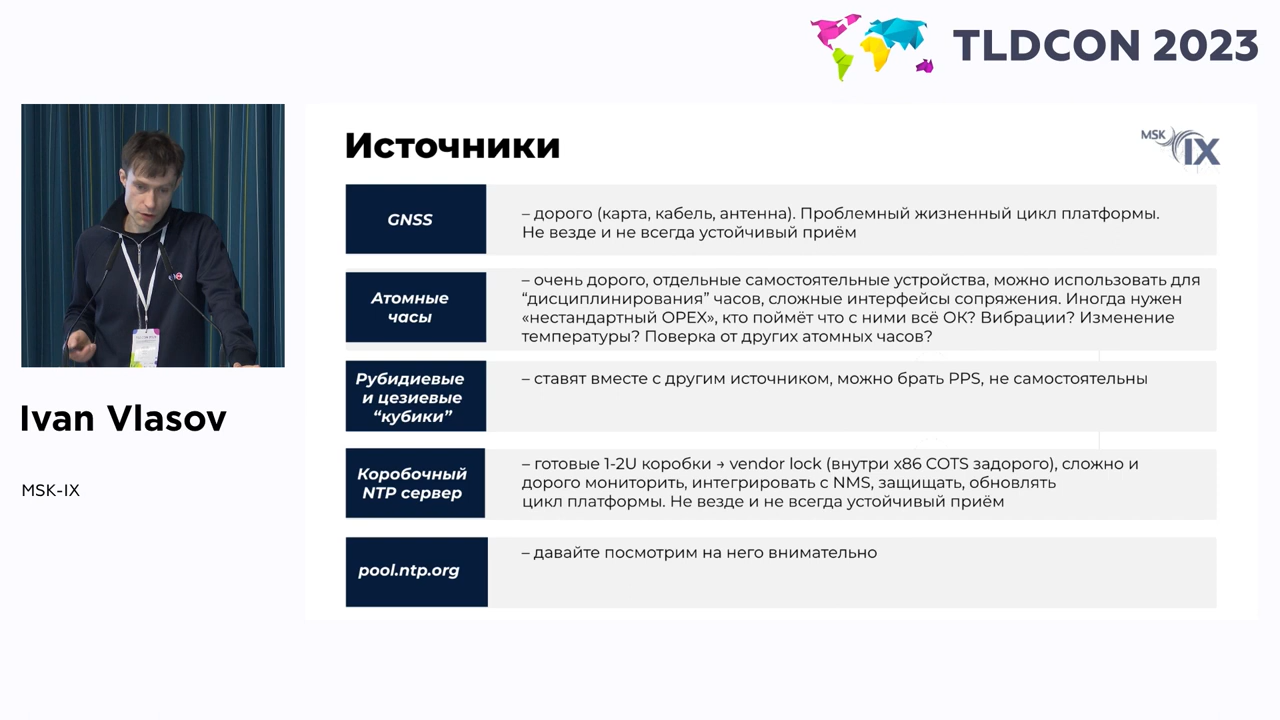 TLDCON 2023
Источники
MSK
IX
GNSS
– дорого (карта, кабель, антенна). Проблемный жизненный цикл платформы.
Не везде и не всегда устойчивый приём
Атомные
часы
– очень дорого, отдельные самостоятельные устройства, можно использовать для
“дисциплинирования” часов, сложные интерфейсы сопряжения. Иногда нужен
«нестандартный ОРЕХ», кто поймёт что с ними всё ОК? Вибрации? Изменение
температуры? Поверка от других атомных часов?
Рубидиевые
и цезиевые
“кубики”
– ставят вместе с другим источником, можно брать PPS, не самостоятельны
Коробочный
NTP сервер
– готовые 1-2U коробки → vendor lock (внутри x86 COTS задорого), сложно и
дорого мониторить, интегрировать с NMS, защищать, обновлять
цикл платформы. Не везде и не всегда устойчивый приём
pool.ntp.org
– давайте посмотрим на него внимательно
Ivan Vlasov
MSK-IX